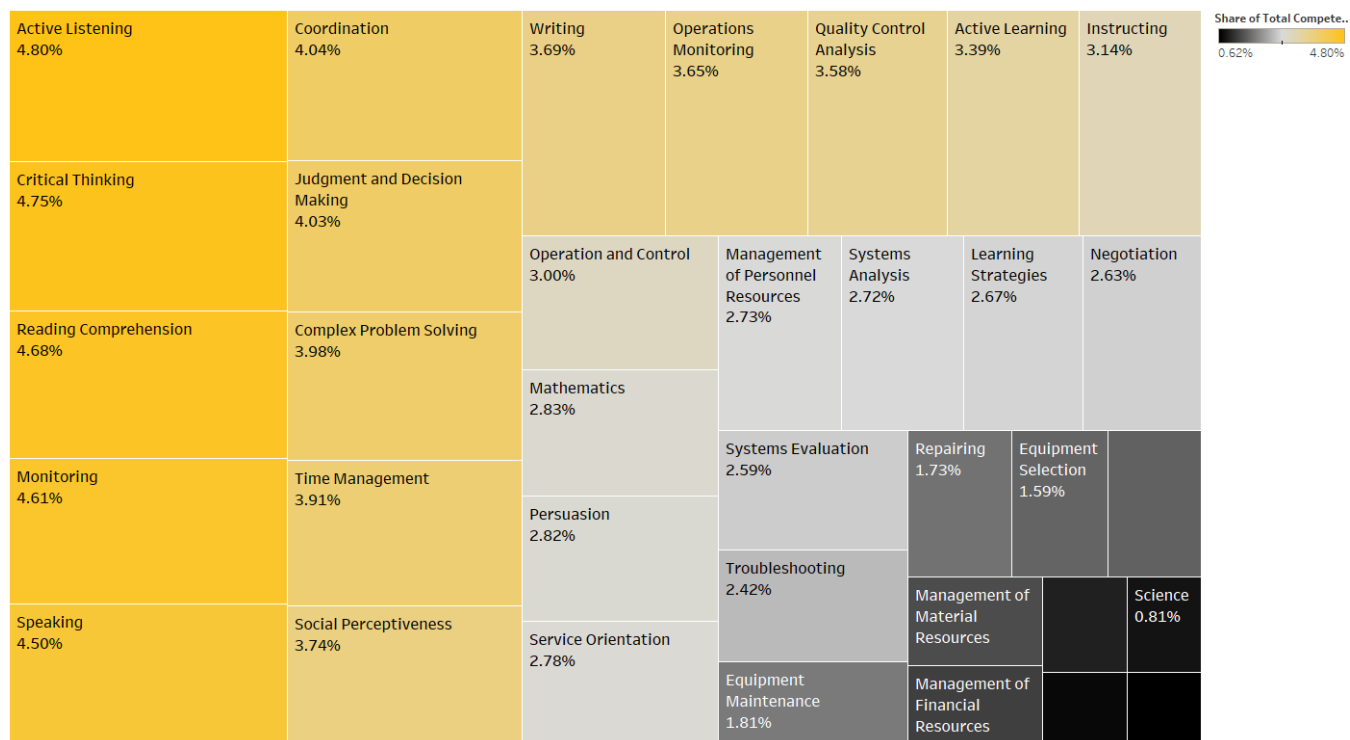 Active Listening
4.80%
Critical Thinking
4.75%
Reading Comprehension
4.68%
Monitoring
4.61%
Speaking
4.50%
Coordination
4.04%
Judgment and Decision
Making
4.03%
Complex Problem Solving
3.98%
Time Management
3.91%
Social Perceptiveness
3.74%
Writing
3.69%
Operations
Monitoring
3.65%
Quality Control
Analysis
3.58%
Active Learning
3.39%
Instructing
3.14%
Operation and Control
3.00%
Mathematics
2.83%
Persuasion
2.82%
Service Orientation
2.78%
Management
of Personnel
Resources
2.73%
Systems
Analysis
2.72%
Learning
Strategies
2.67%
Negotiation
2.63%
Systems Evaluation
2.59%
Troubleshooting
2.42%
Equipment
Maintenance
1.81%
Repairing
1.73%
Equipment
Selection
1.59%
Management of
Material
Resources
Management of
Financial
Resources
Science
0.81%
Share of Total Compete..
0.62% 4.80%